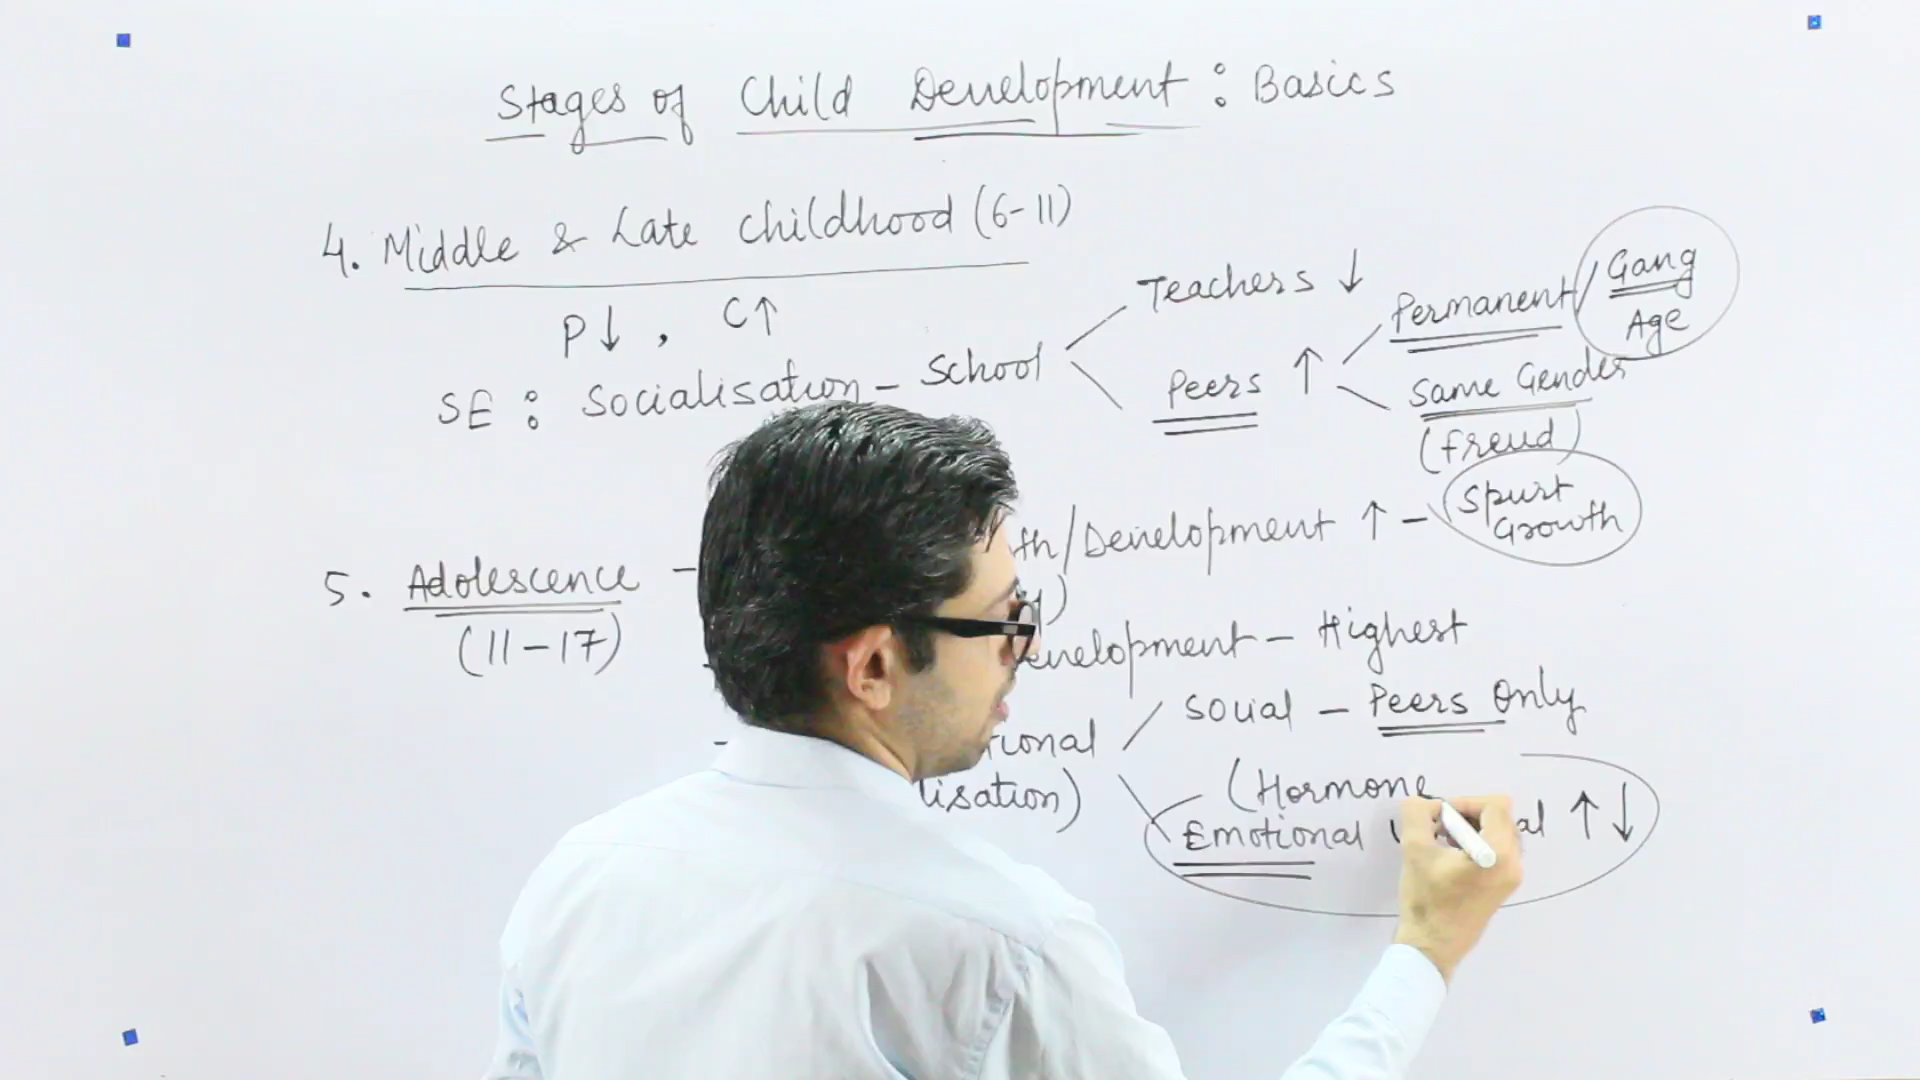 Stages of Child Development : Basics
4. Middle & Late Childhood (6-11)
P↓ , C↑
SE : Socialisation - School
Teachers ↓
Peers ↑
Permanent / Gang Age
Same Gender
(Freud)
5. Adolescence -
(11-17)
/Development ↑ - Spurt Growth
- Highest
Social - Peers Only
(Hormone
Emotional ↑↓